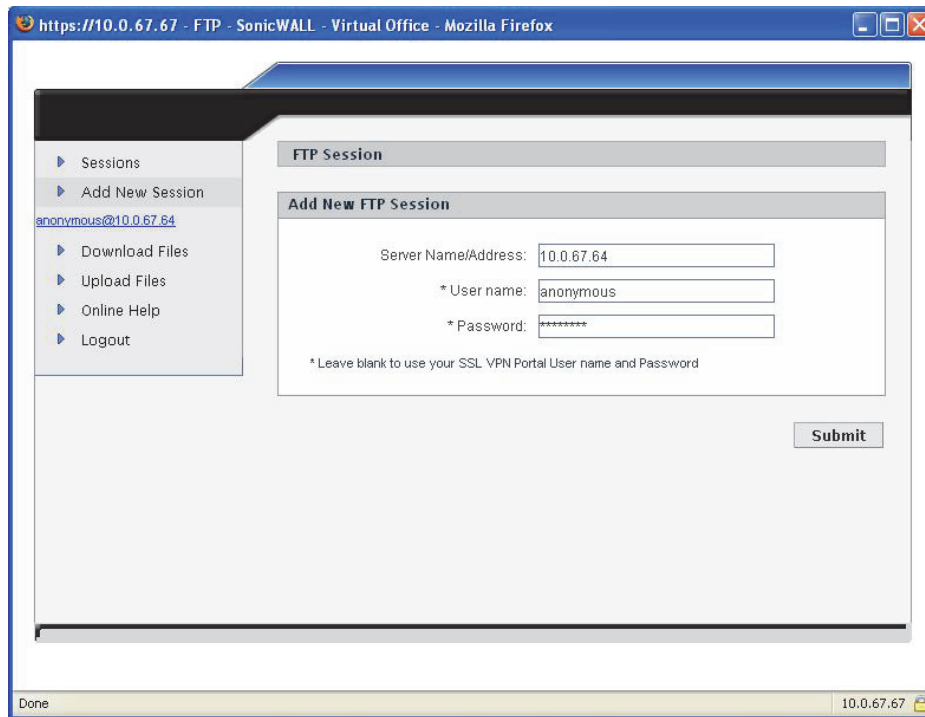 https://10.0.67.67 - FTP - SonicWALL - Virtual Office - Mozilla Firefox
Sessions
Add New Session
anonymous@10.0.67.64
Download Files
Upload Files
Online Help
Logout
FTP Session
Add New FTP Session
Server Name/Address: 10.0.67.64
* User name: anonymous
* Password: ********
* Leave blank to use your SSL VPN Portal User name and Password
Submit
Done 10.0.67.67